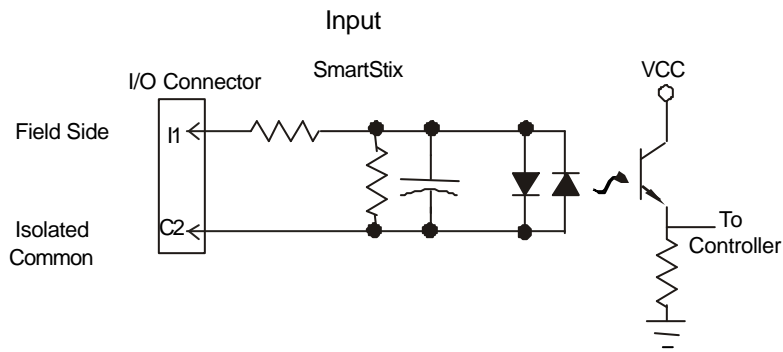 Input
SmartStix
I/O Connector
VCC
Field Side
I1
Isolated
Common
C2
To
Controller